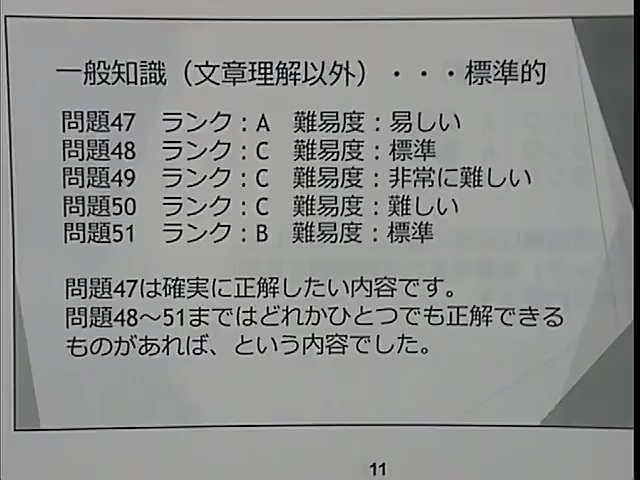 一般知識（文章理解以外）・・・標準的
問題47　ランク：A　難易度：易しい
問題48　ランク：C　難易度：標準
問題49　ランク：C　難易度：非常に難しい
問題50　ランク：C　難易度：難しい
問題51　ランク：B　難易度：標準
問題47は確実に正解したい内容です。
問題48～51まではどれかひとつでも正解できる
ものがあれば、という内容でした。
11